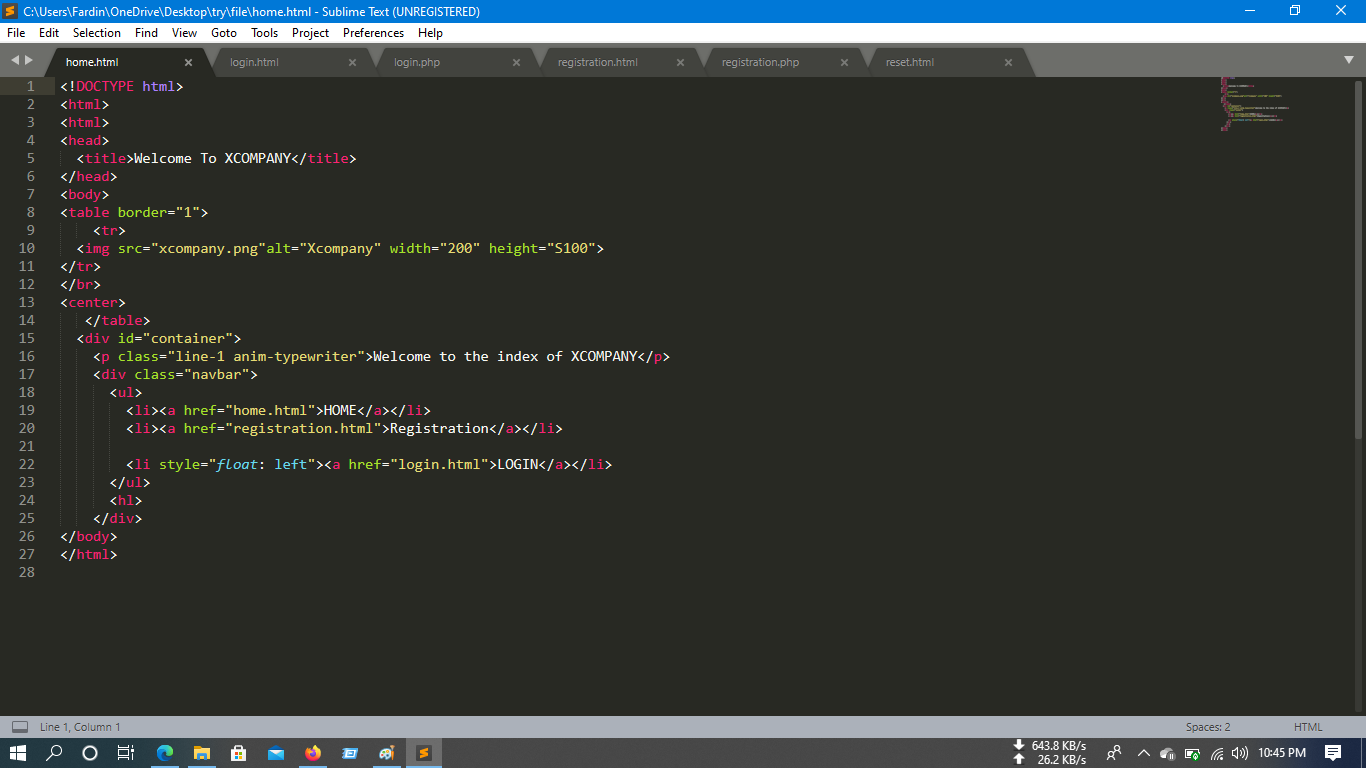 C:\Users\Fardin\OneDrive\Desktop\try\file\home.html - Sublime Text (UNREGISTERED)
File Edit Selection Find View Goto Tools Project Preferences Help
home.html login.html login.php registration.html registration.php reset.html
1 <!DOCTYPE html>
2 <html>
3 <html>
4 <head>
5   <title>Welcome To XCOMPANY</title>
6 </head>
7 <body>
8 <table border="1">
9     <tr>
10   <img src="xcompany.png"alt="Xcompany" width="200" height="S100">
11 </tr>
12 </br>
13 <center>
14    </table>
15   <div id="container">
16     <p class="line-1 anim-typewriter">Welcome to the index of XCOMPANY</p>
17     <div class="navbar">
18       <ul>
19         <li><a href="home.html">HOME</a></li>
20         <li><a href="registration.html">Registration</a></li>
21
22         <li style="float: left"><a href="login.html">LOGIN</a></li>
23       </ul>
24       <hl>
25     </div>
26 </body>
27 </html>
28
Line 1, Column 1 Spaces: 2 HTML
643.8 KB/s
26.2 KB/s
10:45 PM